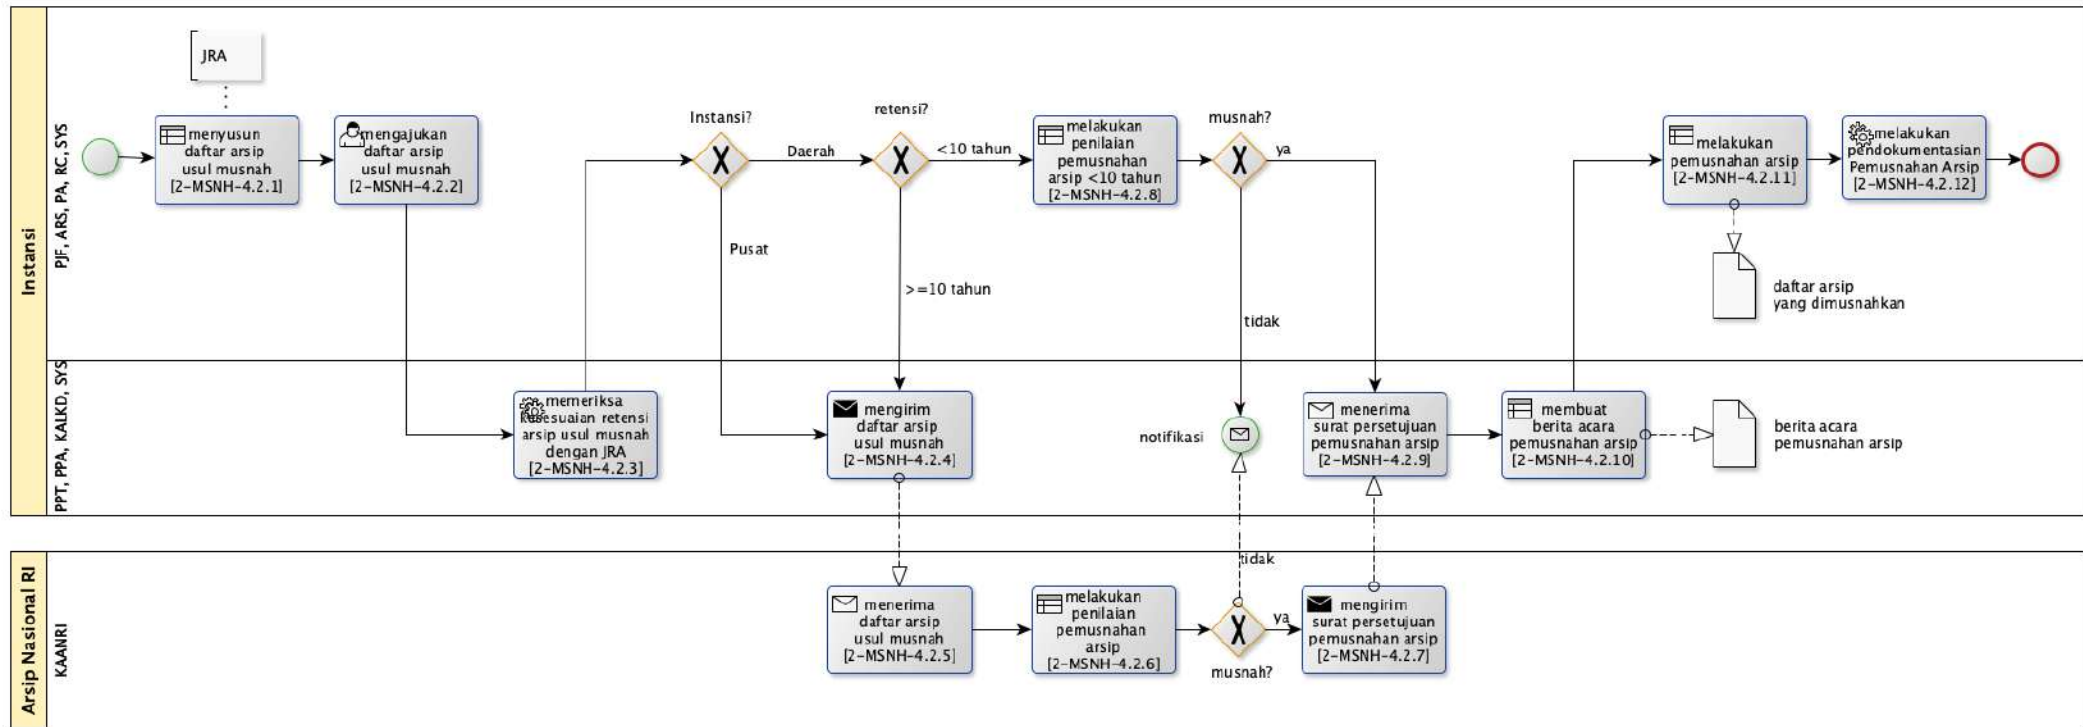 Instansi
PJF, ARS, PA, RC, SYS
JRA
menyusun
daftar arsip
usul musnah
[2-MSNH-4.2.1]
mengajukan
daftar arsip
usul musnah
[2-MSNH-4.2.2]
Instansi?
Daerah
Pusat
retensi?
<10 tahun
>=10 tahun
melakukan
penilaian
pemusnahan
arsip <10 tahun
[2-MSNH-4.2.8]
musnah?
ya
tidak
melakukan
pemusnahan arsip
[2-MSNH-4.2.11]
melakukan
pendokumentasian
Pemusnahan Arsip
[2-MSNH-4.2.12]
daftar arsip
yang dimusnahkan
PPT, PPA, KALKD, SYS
memeriksa
kesesuaian retensi
arsip usul musnah
dengan JRA
[2-MSNH-4.2.3]
mengirim
daftar arsip
usul musnah
[2-MSNH-4.2.4]
notifikasi
menerima
surat persetujuan
pemusnahan arsip
[2-MSNH-4.2.9]
membuat
berita acara
pemusnahan arsip
[2-MSNH-4.2.10]
berita acara
pemusnahan arsip
Arsip Nasional RI
KAANRI
menerima
daftar arsip
usul musnah
[2-MSNH-4.2.5]
melakukan
penilaian
pemusnahan
arsip
[2-MSNH-4.2.6]
tidak
ya
musnah?
mengirim
surat persetujuan
pemusnahan arsip
[2-MSNH-4.2.7]